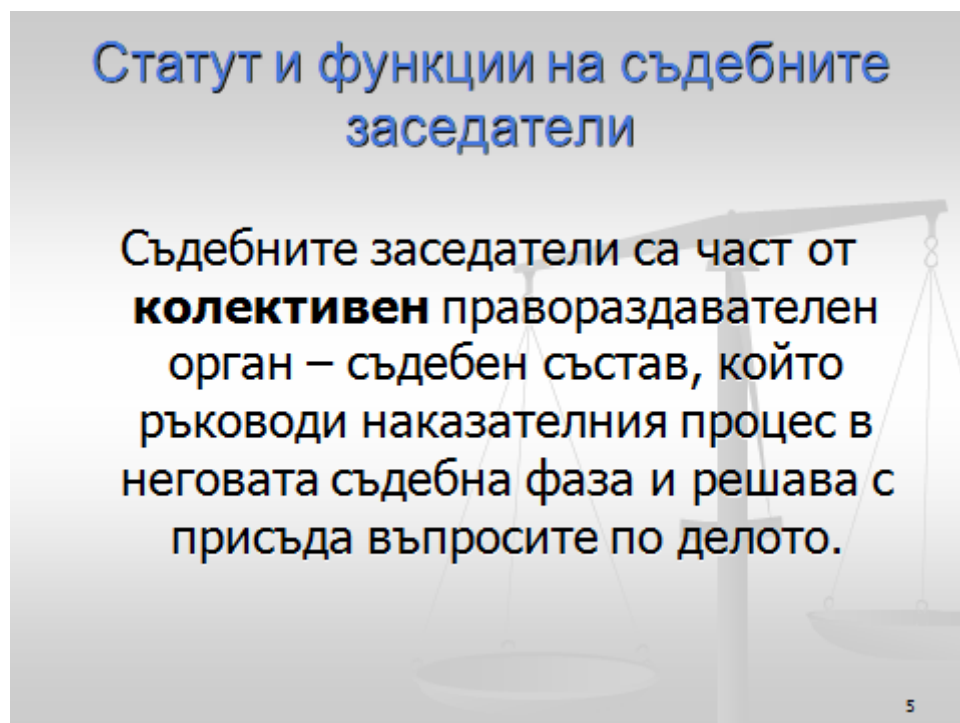 Статут и функции на съдебните
заседатели
Съдебните заседатели са част от
колективен правораздавателен
орган – съдебен състав, който
ръководи наказателния процес в
неговата съдебна фаза и решава с
присъда въпросите по делото.
5